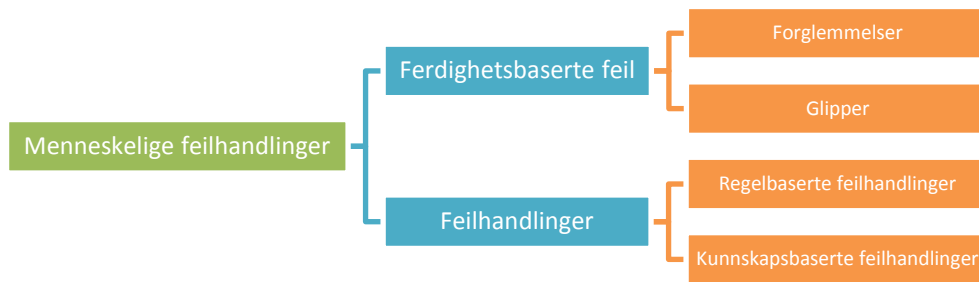 Menneskelige feilhandlinger
Ferdighetsbaserte feil
Forglemmelser
Glipper
Feilhandlinger
Regelbaserte feilhandlinger
Kunnskapsbaserte feilhandlinger